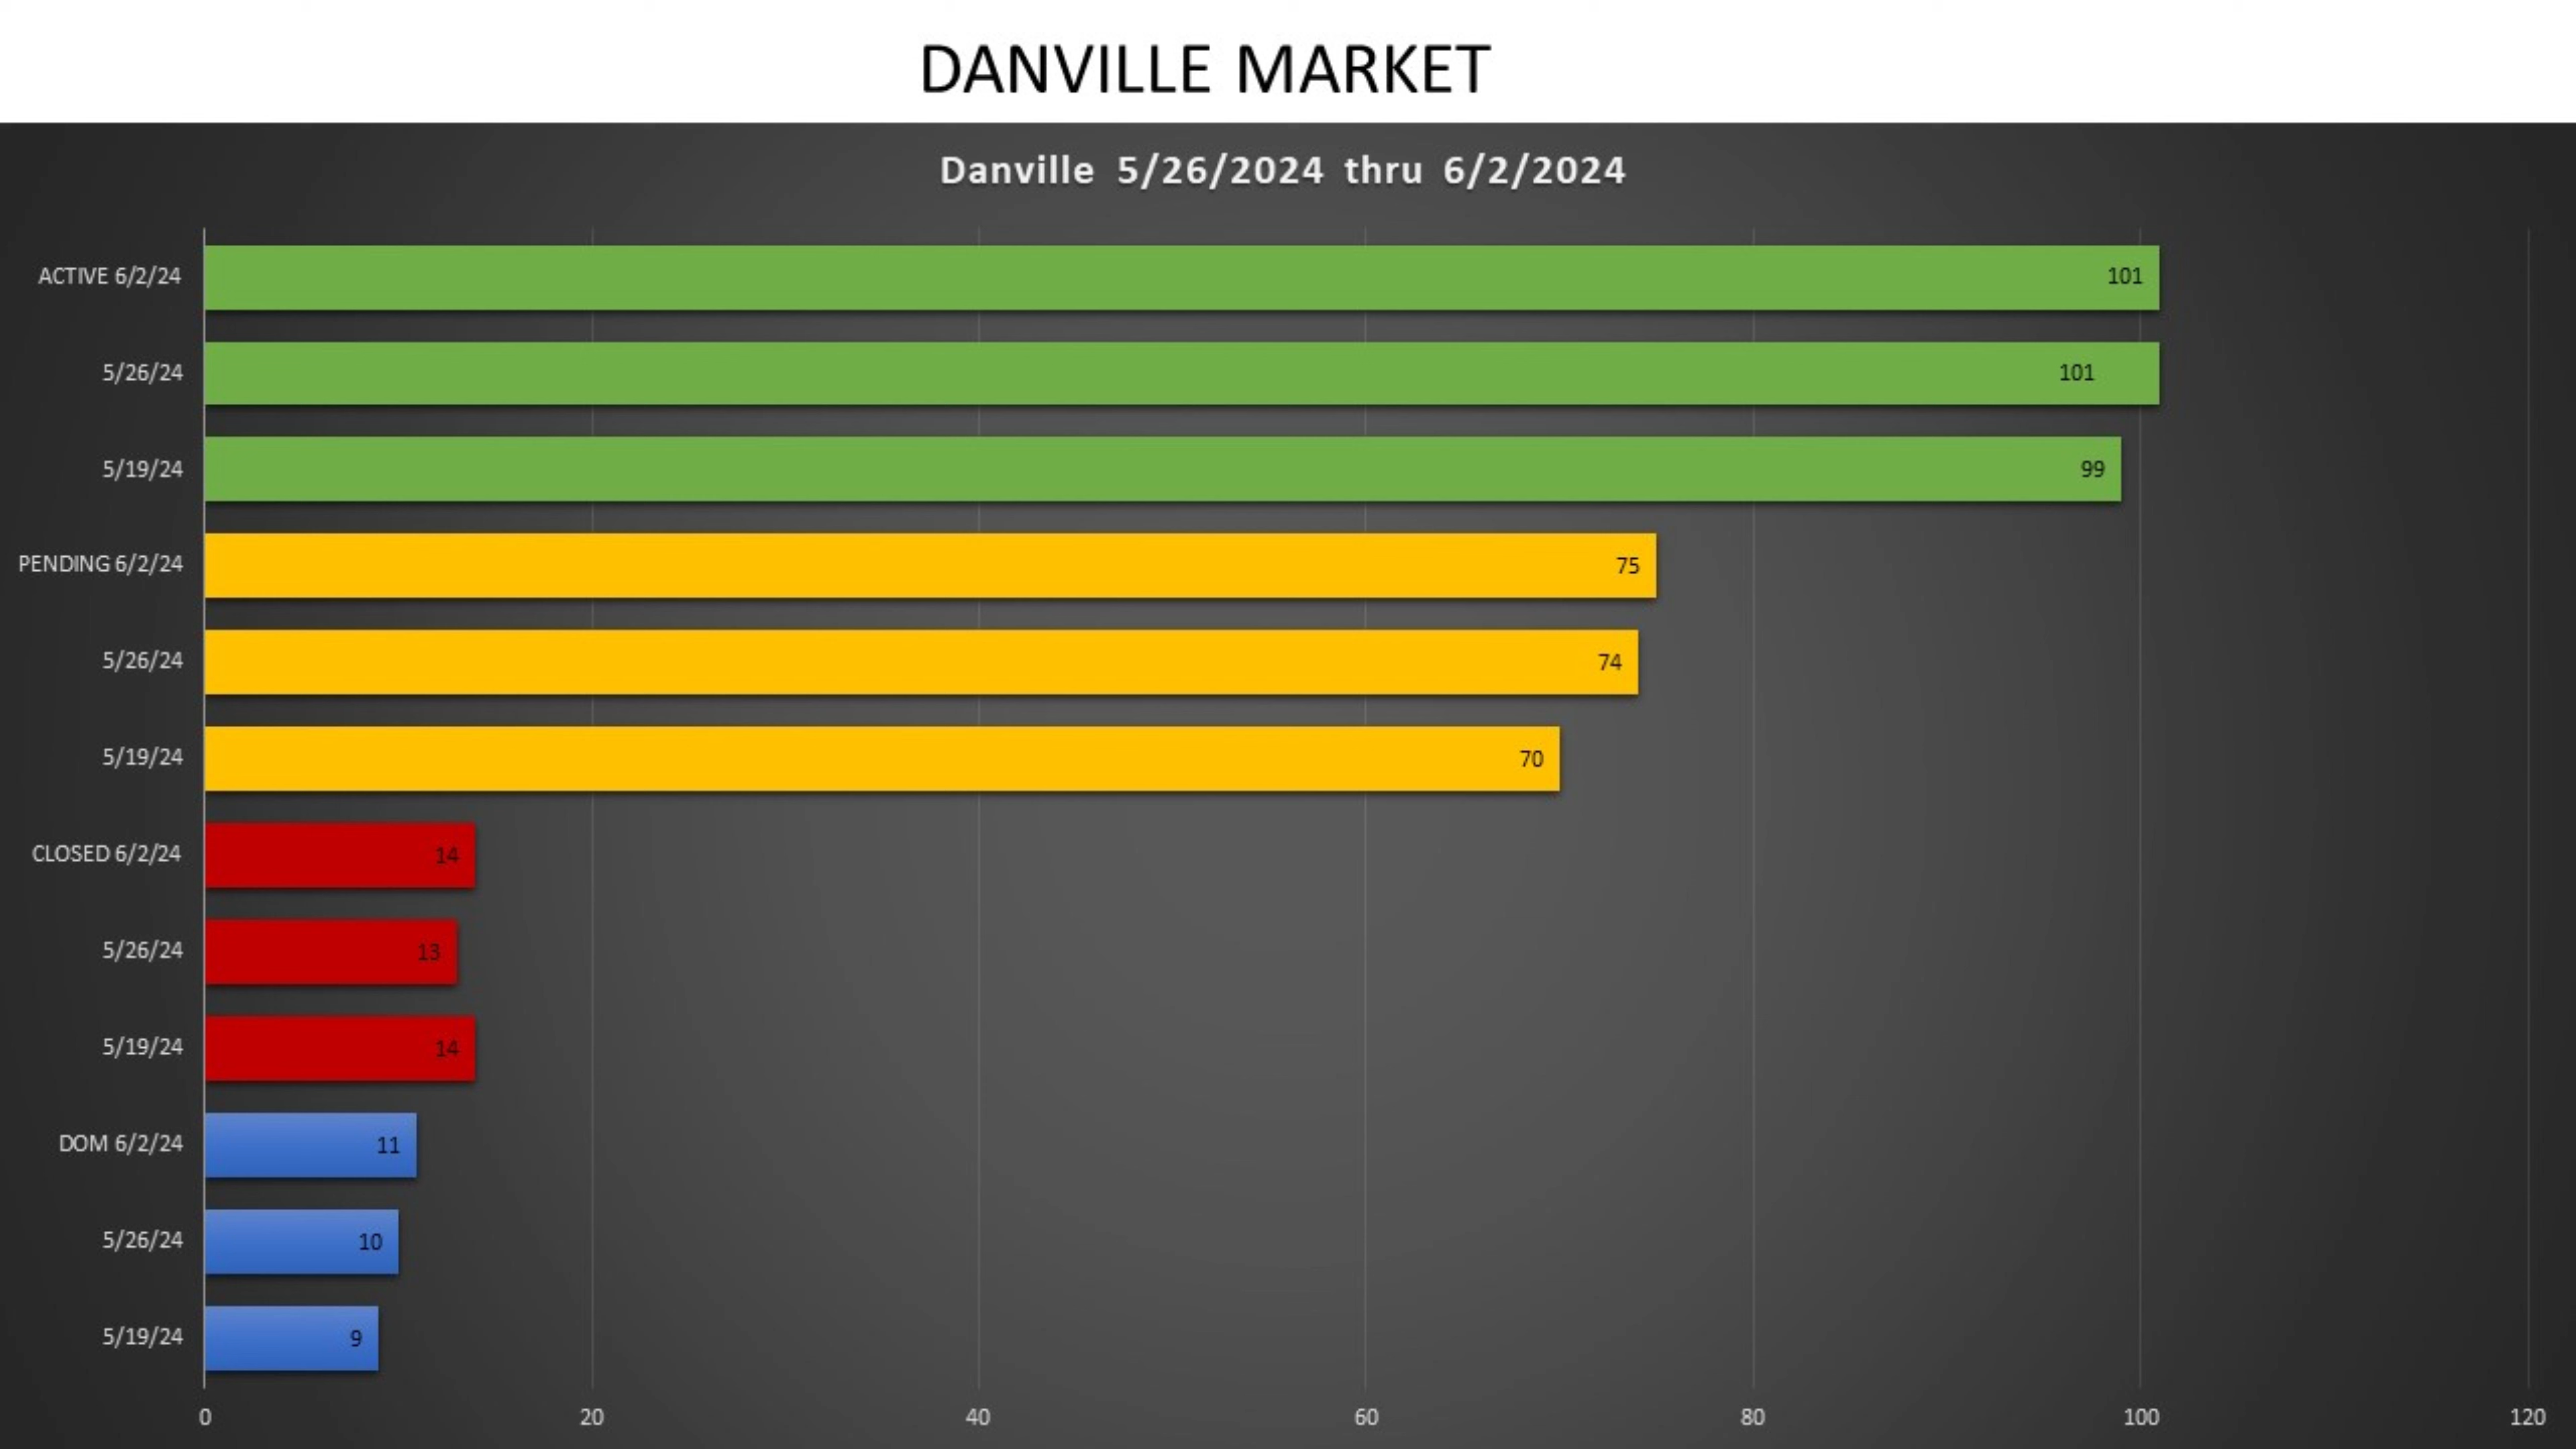 DANVILLE MARKET
Danville 5/26/2024 thru 6/2/2024
ACTIVE 6/2/24 101
5/26/24 101
5/19/24 99
PENDING 6/2/24 75
5/26/24 74
5/19/24 70
CLOSED 6/2/24 14
5/26/24 13
5/19/24 14
DOM 6/2/24 11
5/26/24 10
5/19/24 9
0 20 40 60 80 100 120